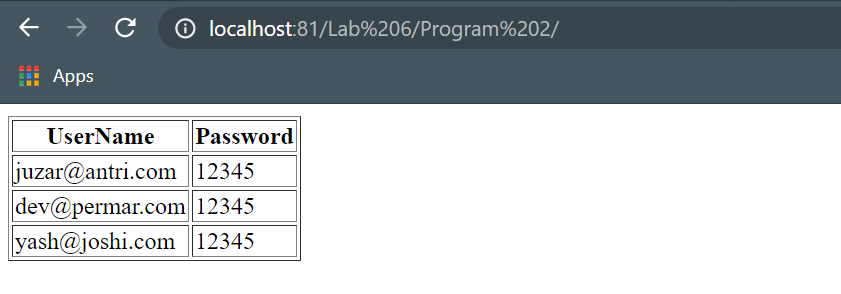 localhost:81/Lab%206/Program%202/
Apps
UserName Password
juzar@antri.com 12345
dev@permar.com 12345
yash@joshi.com 12345